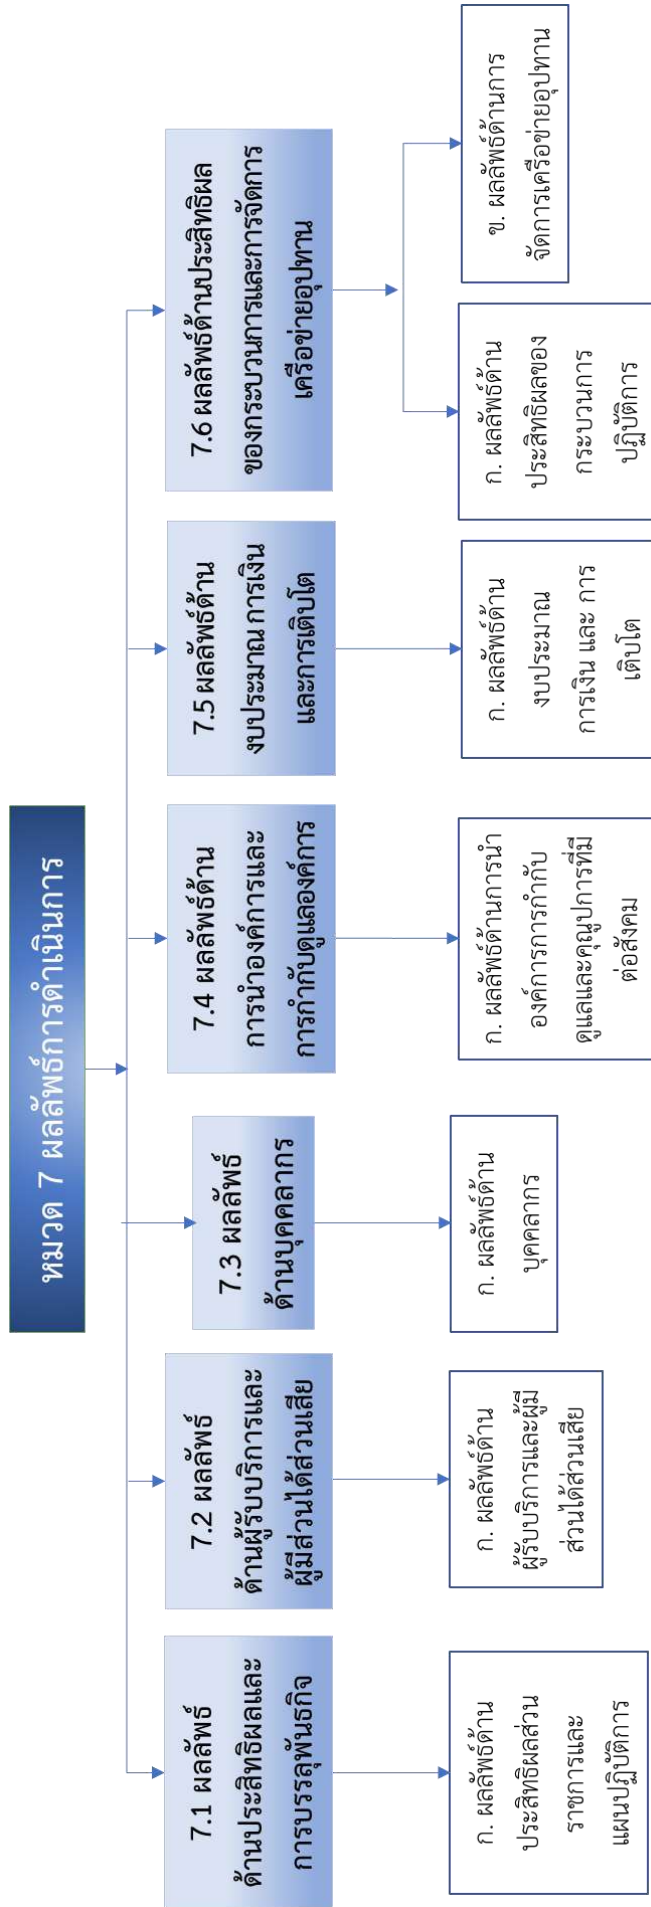 หมวด 7 ผลลัพธ์การดำเนินการ
7.1 ผลลัพธ์
ด้านประสิทธิผลและ
การบรรลุพันธกิจ
7.2 ผลลัพธ์
ด้านผู้รับบริการและ
ผู้มีส่วนได้ส่วนเสีย
7.3 ผลลัพธ์
ด้านบุคคลากร
7.4 ผลลัพธ์ด้าน
การนำองค์การและ
การกำกับดูแลองค์การ
7.5 ผลลัพธ์ด้าน
งบประมาณ การเงิน
และการเติบโต
7.6 ผลลัพธ์ด้านประสิทธิผล
ของกระบวนการและการจัดการ
เครือข่ายอุปทาน
ก. ผลลัพธ์ด้าน
ประสิทธิผลส่วน
ราชการและ
แผนปฏิบัติการ
ก. ผลลัพธ์ด้าน
ผู้รับบริการและผู้มี
ส่วนได้ส่วนเสีย
ก. ผลลัพธ์ด้าน
บุคคลากร
ก. ผลลัพธ์ด้านการนำ
องค์การการกำกับ
ดูแลและคุณูปการที่มี
ต่อสังคม
ก. ผลลัพธ์ด้าน
งบประมาณ
การเงิน และ การ
เติบโต
ก. ผลลัพธ์ด้าน
ประสิทธิผลของ
กระบวนการ
ปฏิบัติการ
ข. ผลลัพธ์ด้านการ
จัดการเครือข่ายอุปทาน